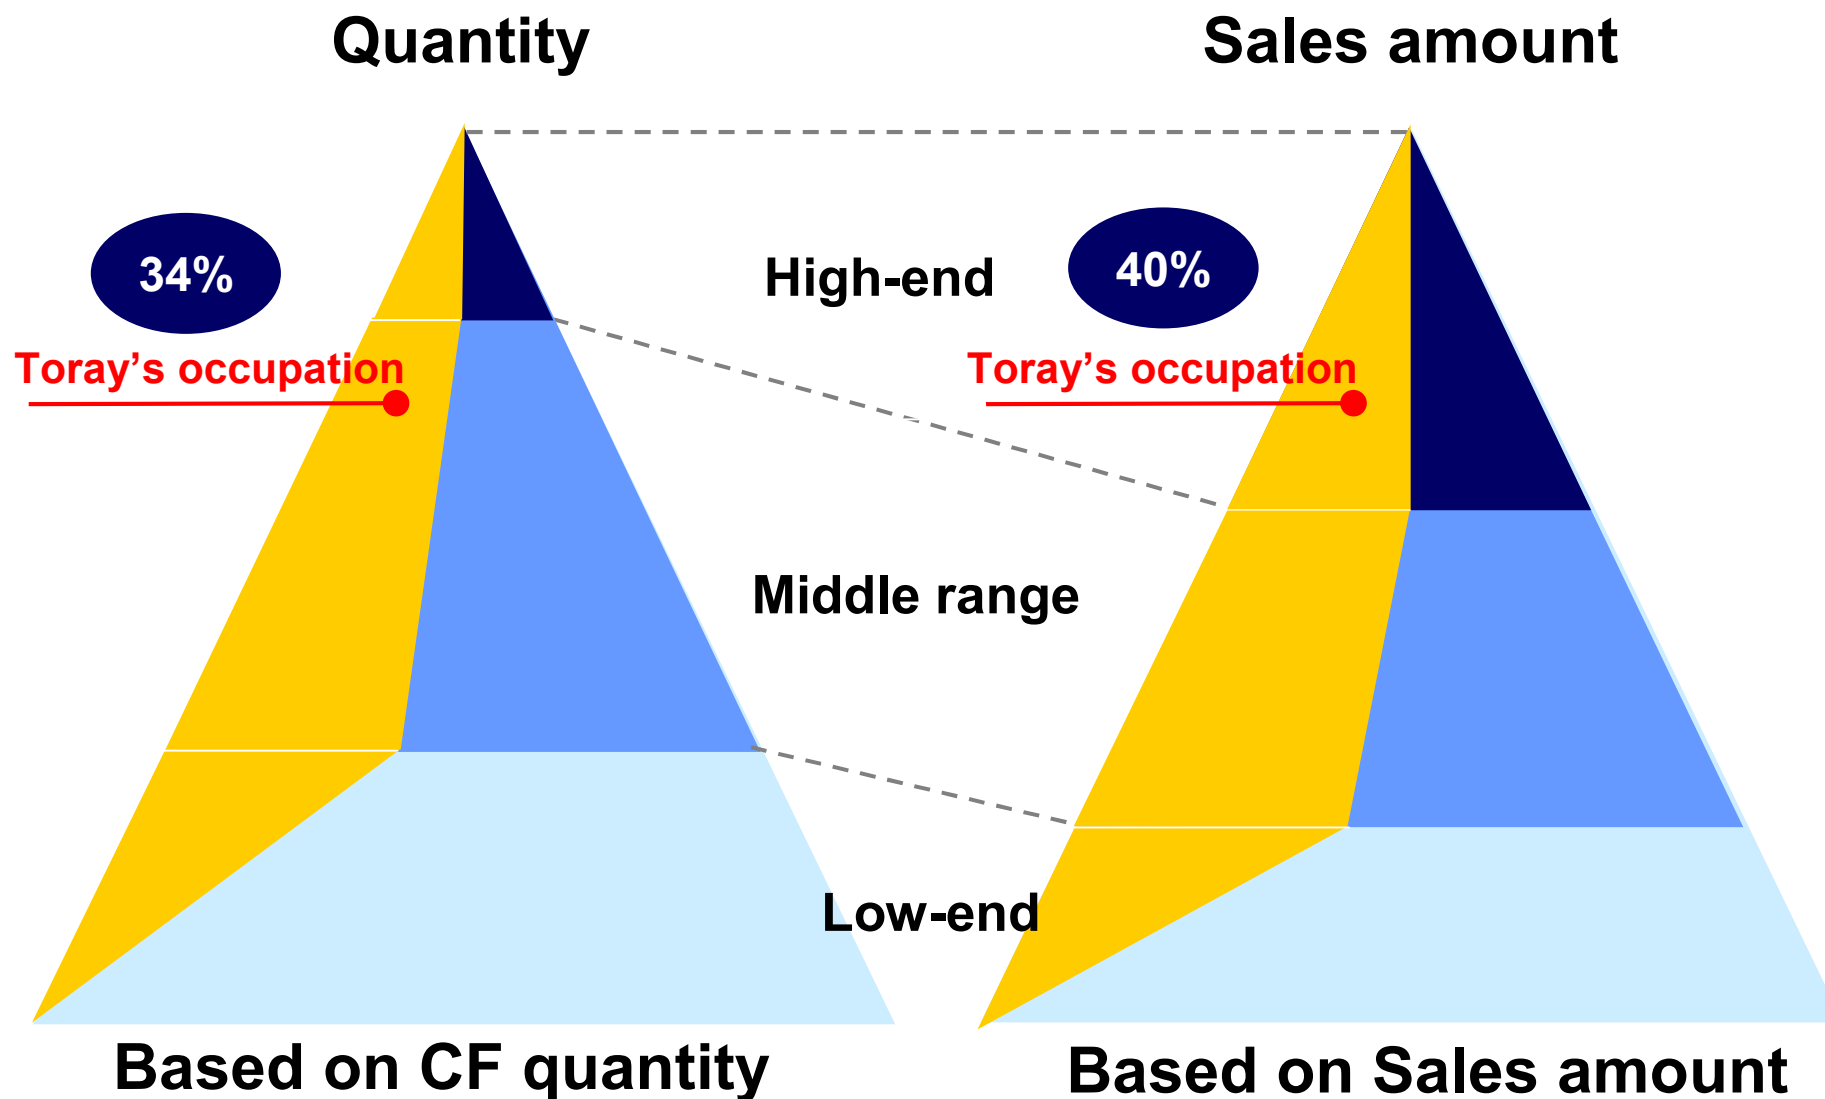 Quantity
Sales amount
34%
High-end
40%
Toray’s occupation
Toray’s occupation
Middle range
Low-end
Based on CF quantity
Based on Sales amount